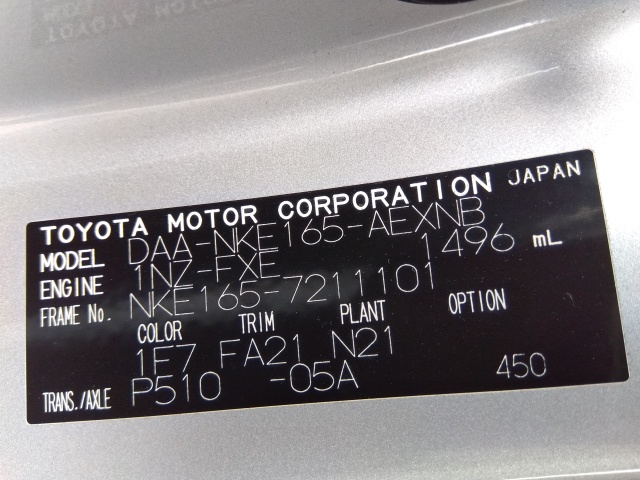 TOYOTA MOTOR CORPORATION JAPAN
MODEL DAA-NKE165-AEXNB
ENGINE 1NZ-FXE 1496 mL
FRAME No. NKE165-7211101
COLOR TRIM PLANT OPTION
1F7 FA21 N21
TRANS./AXLE P510 -05A 450